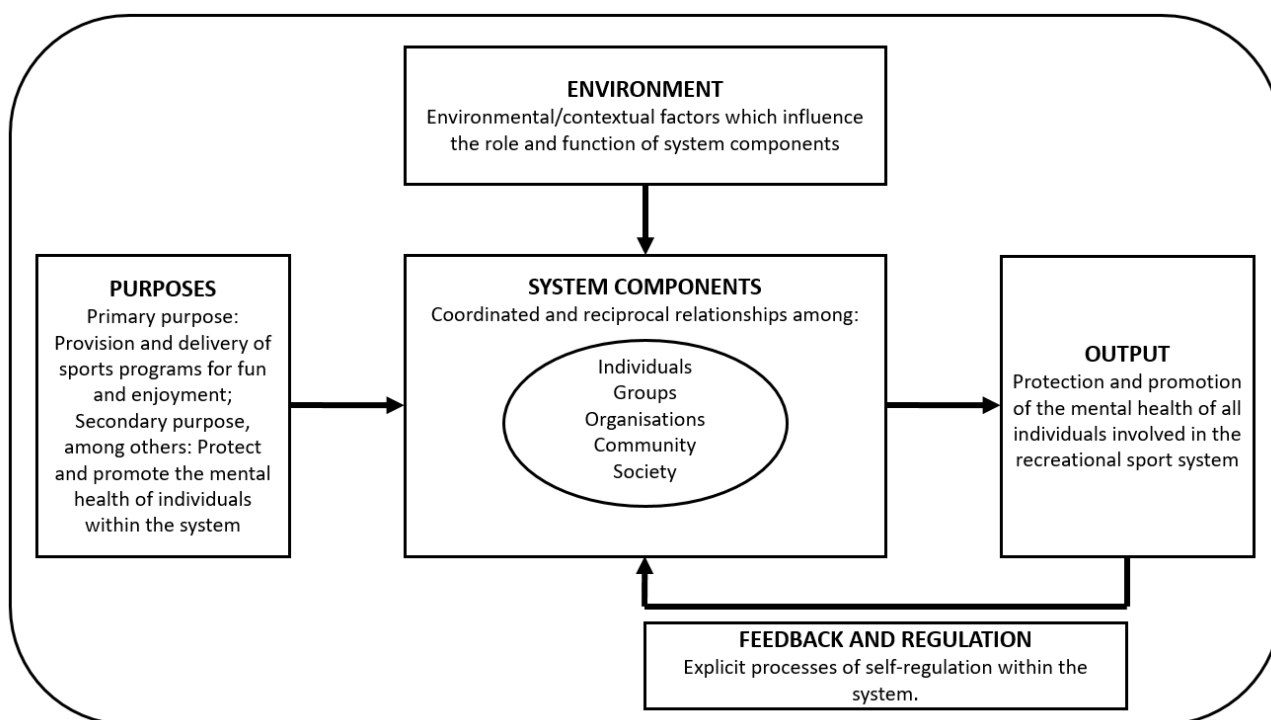 ENVIRONMENT
Environmental/contextual factors which influence
the role and function of system components
PURPOSES
Primary purpose:
Provision and delivery of
sports programs for fun
and enjoyment;
Secondary purpose,
among others: Protect
and promote the mental
health of individuals
within the system
SYSTEM COMPONENTS
Coordinated and reciprocal relationships among:
Individuals
Groups
Organisations
Community
Society
OUTPUT
Protection and promotion
of the mental health of all
individuals involved in the
recreational sport system
FEEDBACK AND REGULATION
Explicit processes of self-regulation within the
system.